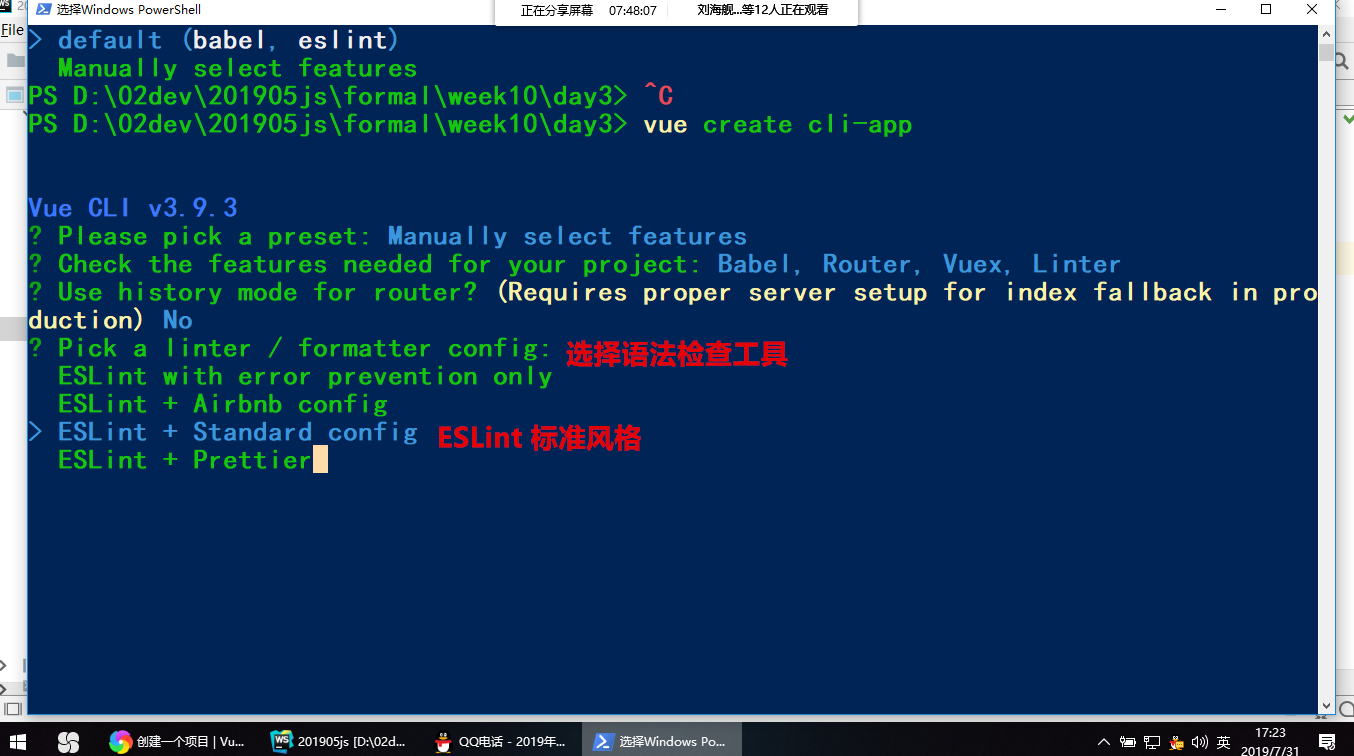 选择Windows PowerShell
正在分享屏幕 07:48:07 刘海舰...等12人正在观看
File
> default (babel, eslint)
Manually select features
PS D:\02dev\201905js\formal\week10\day3> ^C
PS D:\02dev\201905js\formal\week10\day3> vue create cli-app
Vue CLI v3.9.3
? Please pick a preset: Manually select features
? Check the features needed for your project: Babel, Router, Vuex, Linter
? Use history mode for router? (Requires proper server setup for index fallback in pro
duction) No
? Pick a linter / formatter config: 选择语法检查工具
ESLint with error prevention only
ESLint + Airbnb config
> ESLint + Standard config ESLint 标准风格
ESLint + Prettier
创建一个项目 | Vu... 201905js [D:\02d... QQ电话 - 2019年... 选择Windows Po... 英 17:23
2019/7/31